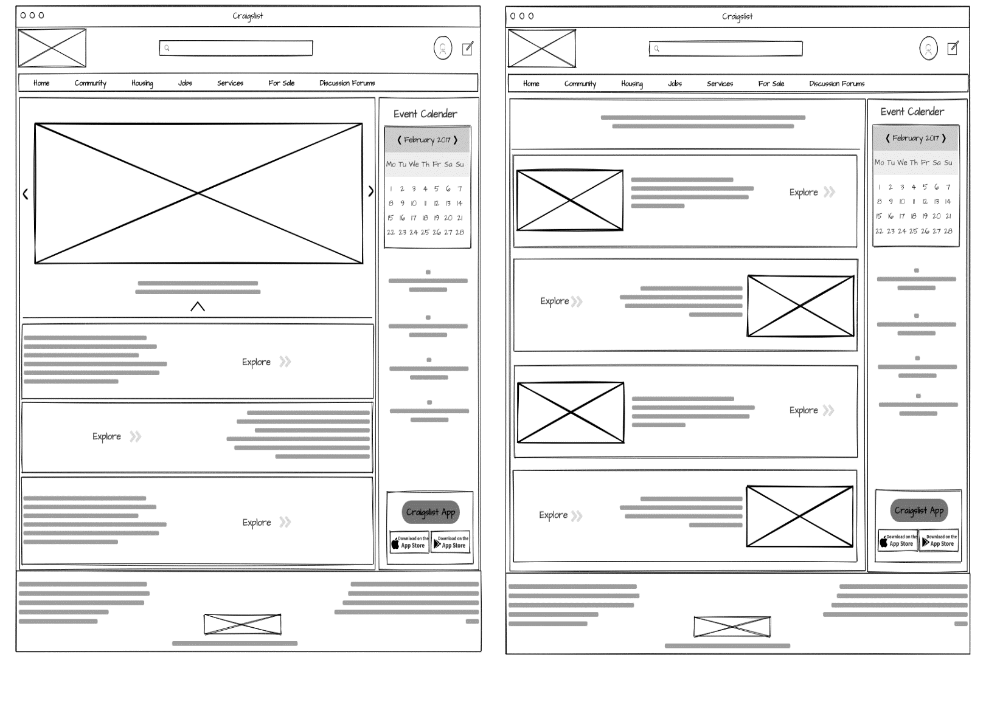 Craigslist
Home Community Housing Jobs Services For Sale Discussion Forums
Event Calender
❮ February 2017 ❯
Mo Tu We Th Fr Sa Su
1 2 3 4 5 6 7
8 9 10 11 12 13 14
15 16 17 18 19 20 21
22 23 24 25 26 27 28
Explore
Explore
Explore
Craigslist App
Download on the
App Store
Download on the
App Store
Craigslist
Home Community Housing Jobs Services For Sale Discussion Forums
Event Calender
❮ February 2017 ❯
Mo Tu We Th Fr Sa Su
1 2 3 4 5 6 7
8 9 10 11 12 13 14
15 16 17 18 19 20 21
22 23 24 25 26 27 28
Explore
Explore
Explore
Explore
Craigslist App
Download on the
App Store
Download on the
App Store